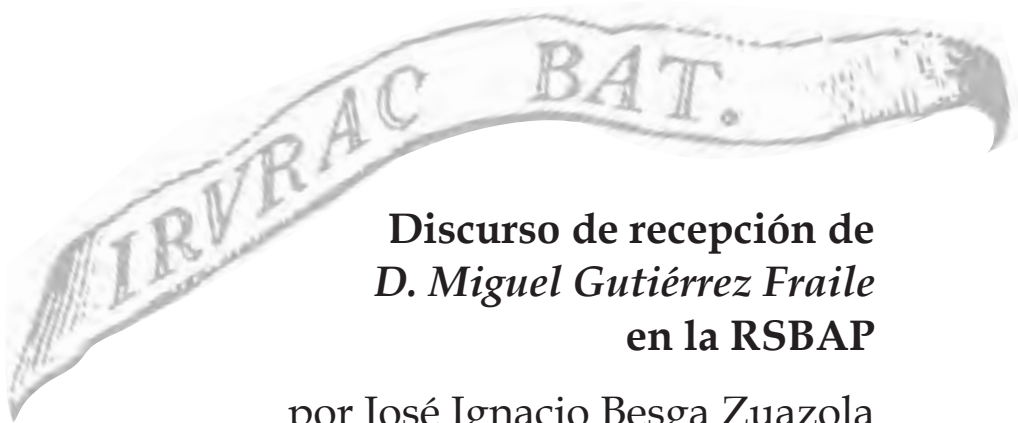 IRVRAC BAT.
Discurso de recepción de
D. Miguel Gutiérrez Fraile
en la RSBAP
por José Ignacio Besga Zuazola